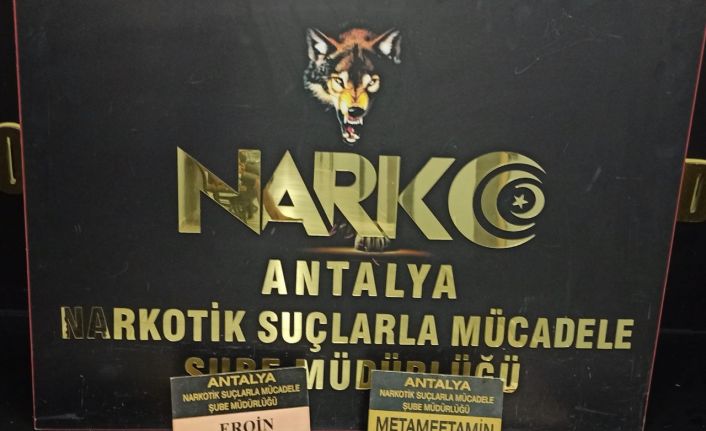 NARKO
ANTALYA
NARKOTİK SUÇLARLA MÜCADELE
ŞUBE MÜDÜRLÜĞÜ
ANTALYA
NARKOTİK SUÇLARLA MÜCADELE
ŞUBE MÜDÜRLÜĞÜ
EROİN
ANTALYA
NARKOTİK SUÇLARLA MÜCADELE
ŞUBE MÜDÜRLÜĞÜ
METAMFETAMİN